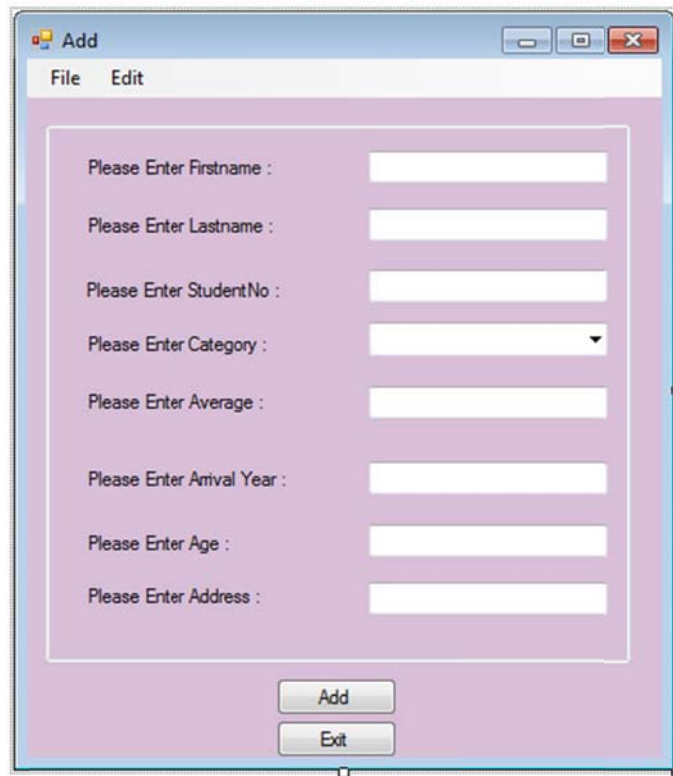 Add
File Edit
Please Enter Firstname :
Please Enter Lastname :
Please Enter StudentNo :
Please Enter Category :
Please Enter Average :
Please Enter Arrival Year :
Please Enter Age :
Please Enter Address :
Add
Exit